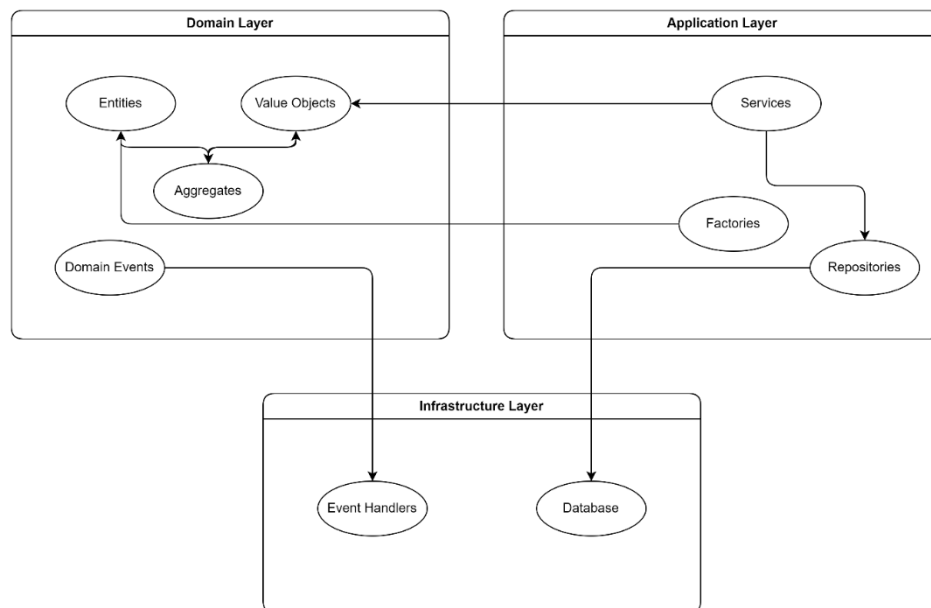 Domain Layer
Application Layer
Entities
Value Objects
Services
Aggregates
Factories
Domain Events
Repositories
Infrastructure Layer
Event Handlers
Database